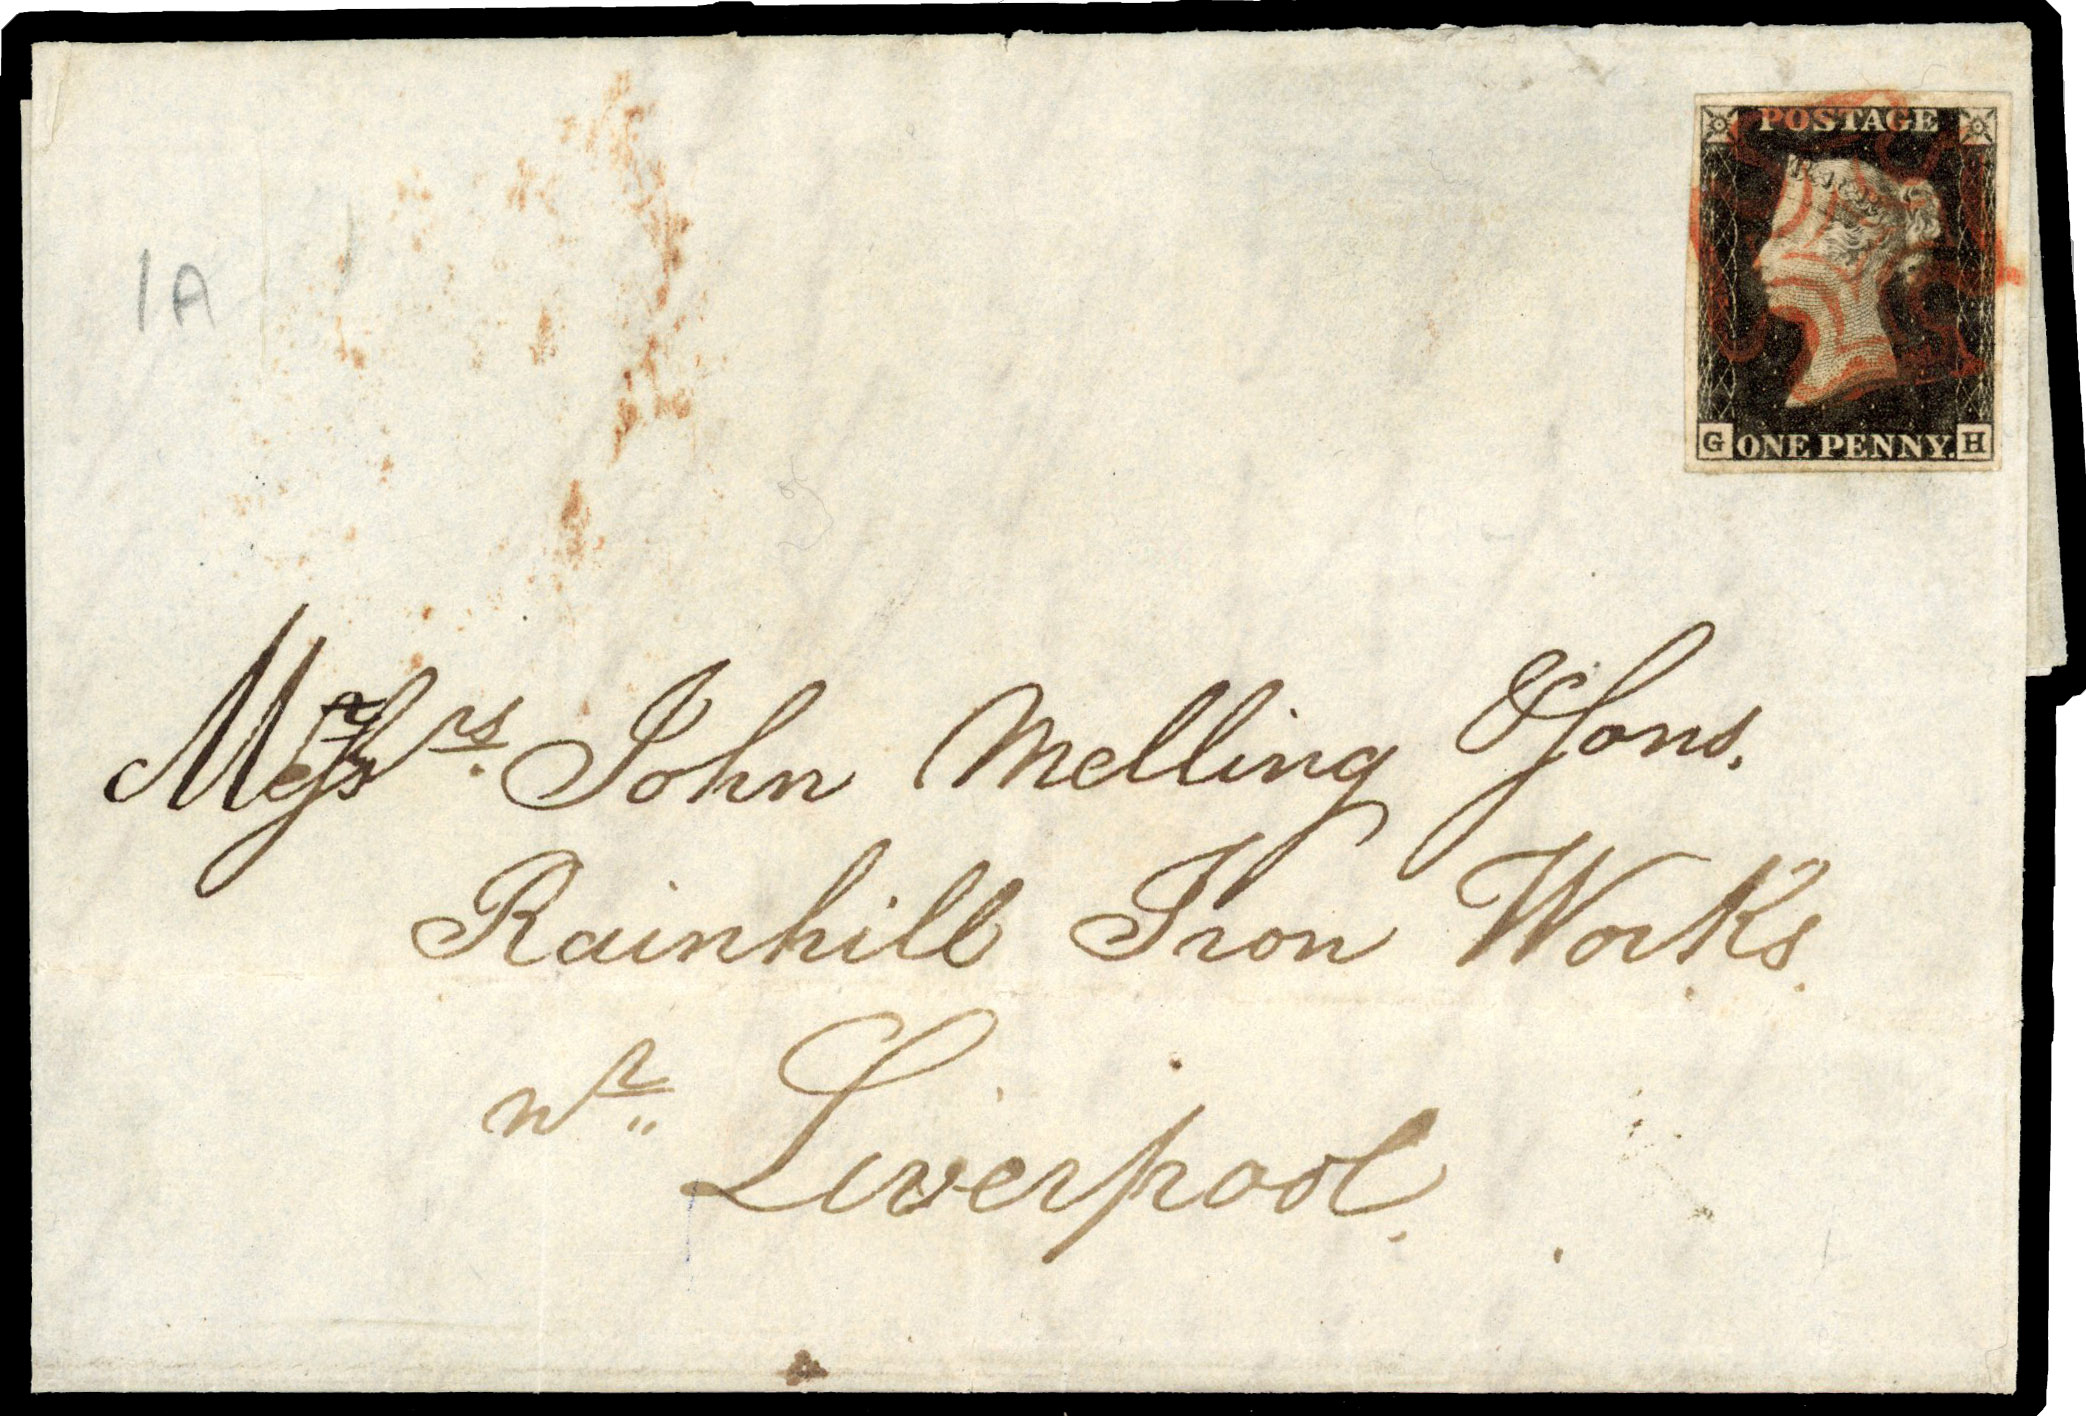 POSTAGE
G ONE PENNY. H
1A
Messrs. John Melling & Sons.
Rainhill Iron Works.
nr. Liverpool.